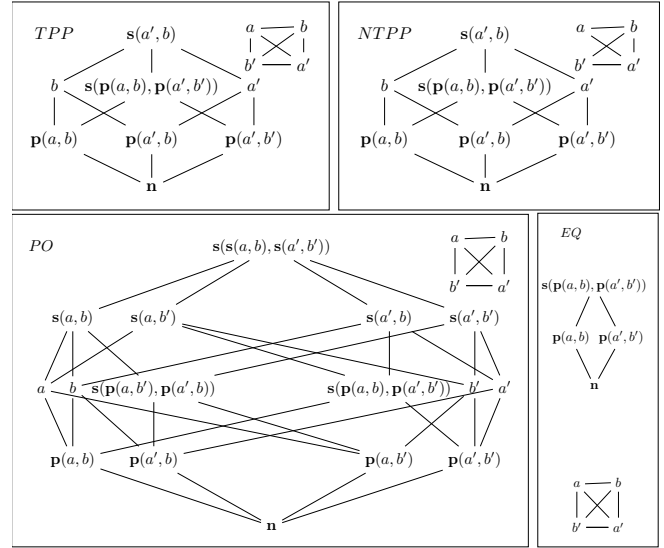 TPP
s(a′, b)
a b
b′ a′
b s(p(a, b), p(a′, b′)) a′
p(a, b) p(a′, b) p(a′, b′)
n
NTPP
s(a′, b)
a b
b′ a′
b s(p(a, b), p(a′, b′)) a′
p(a, b) p(a′, b) p(a′, b′)
n
PO
s(s(a, b), s(a′, b′))
a b
b′ a′
s(a, b) s(a, b′) s(a′, b) s(a′, b′)
a b s(p(a, b′), p(a′, b)) s(p(a, b), p(a′, b′)) b′ a′
p(a, b) p(a′, b) p(a, b′) p(a′, b′)
n
EQ
s(p(a, b), p(a′, b′))
p(a, b) p(a′, b′)
n
a b
b′ a′